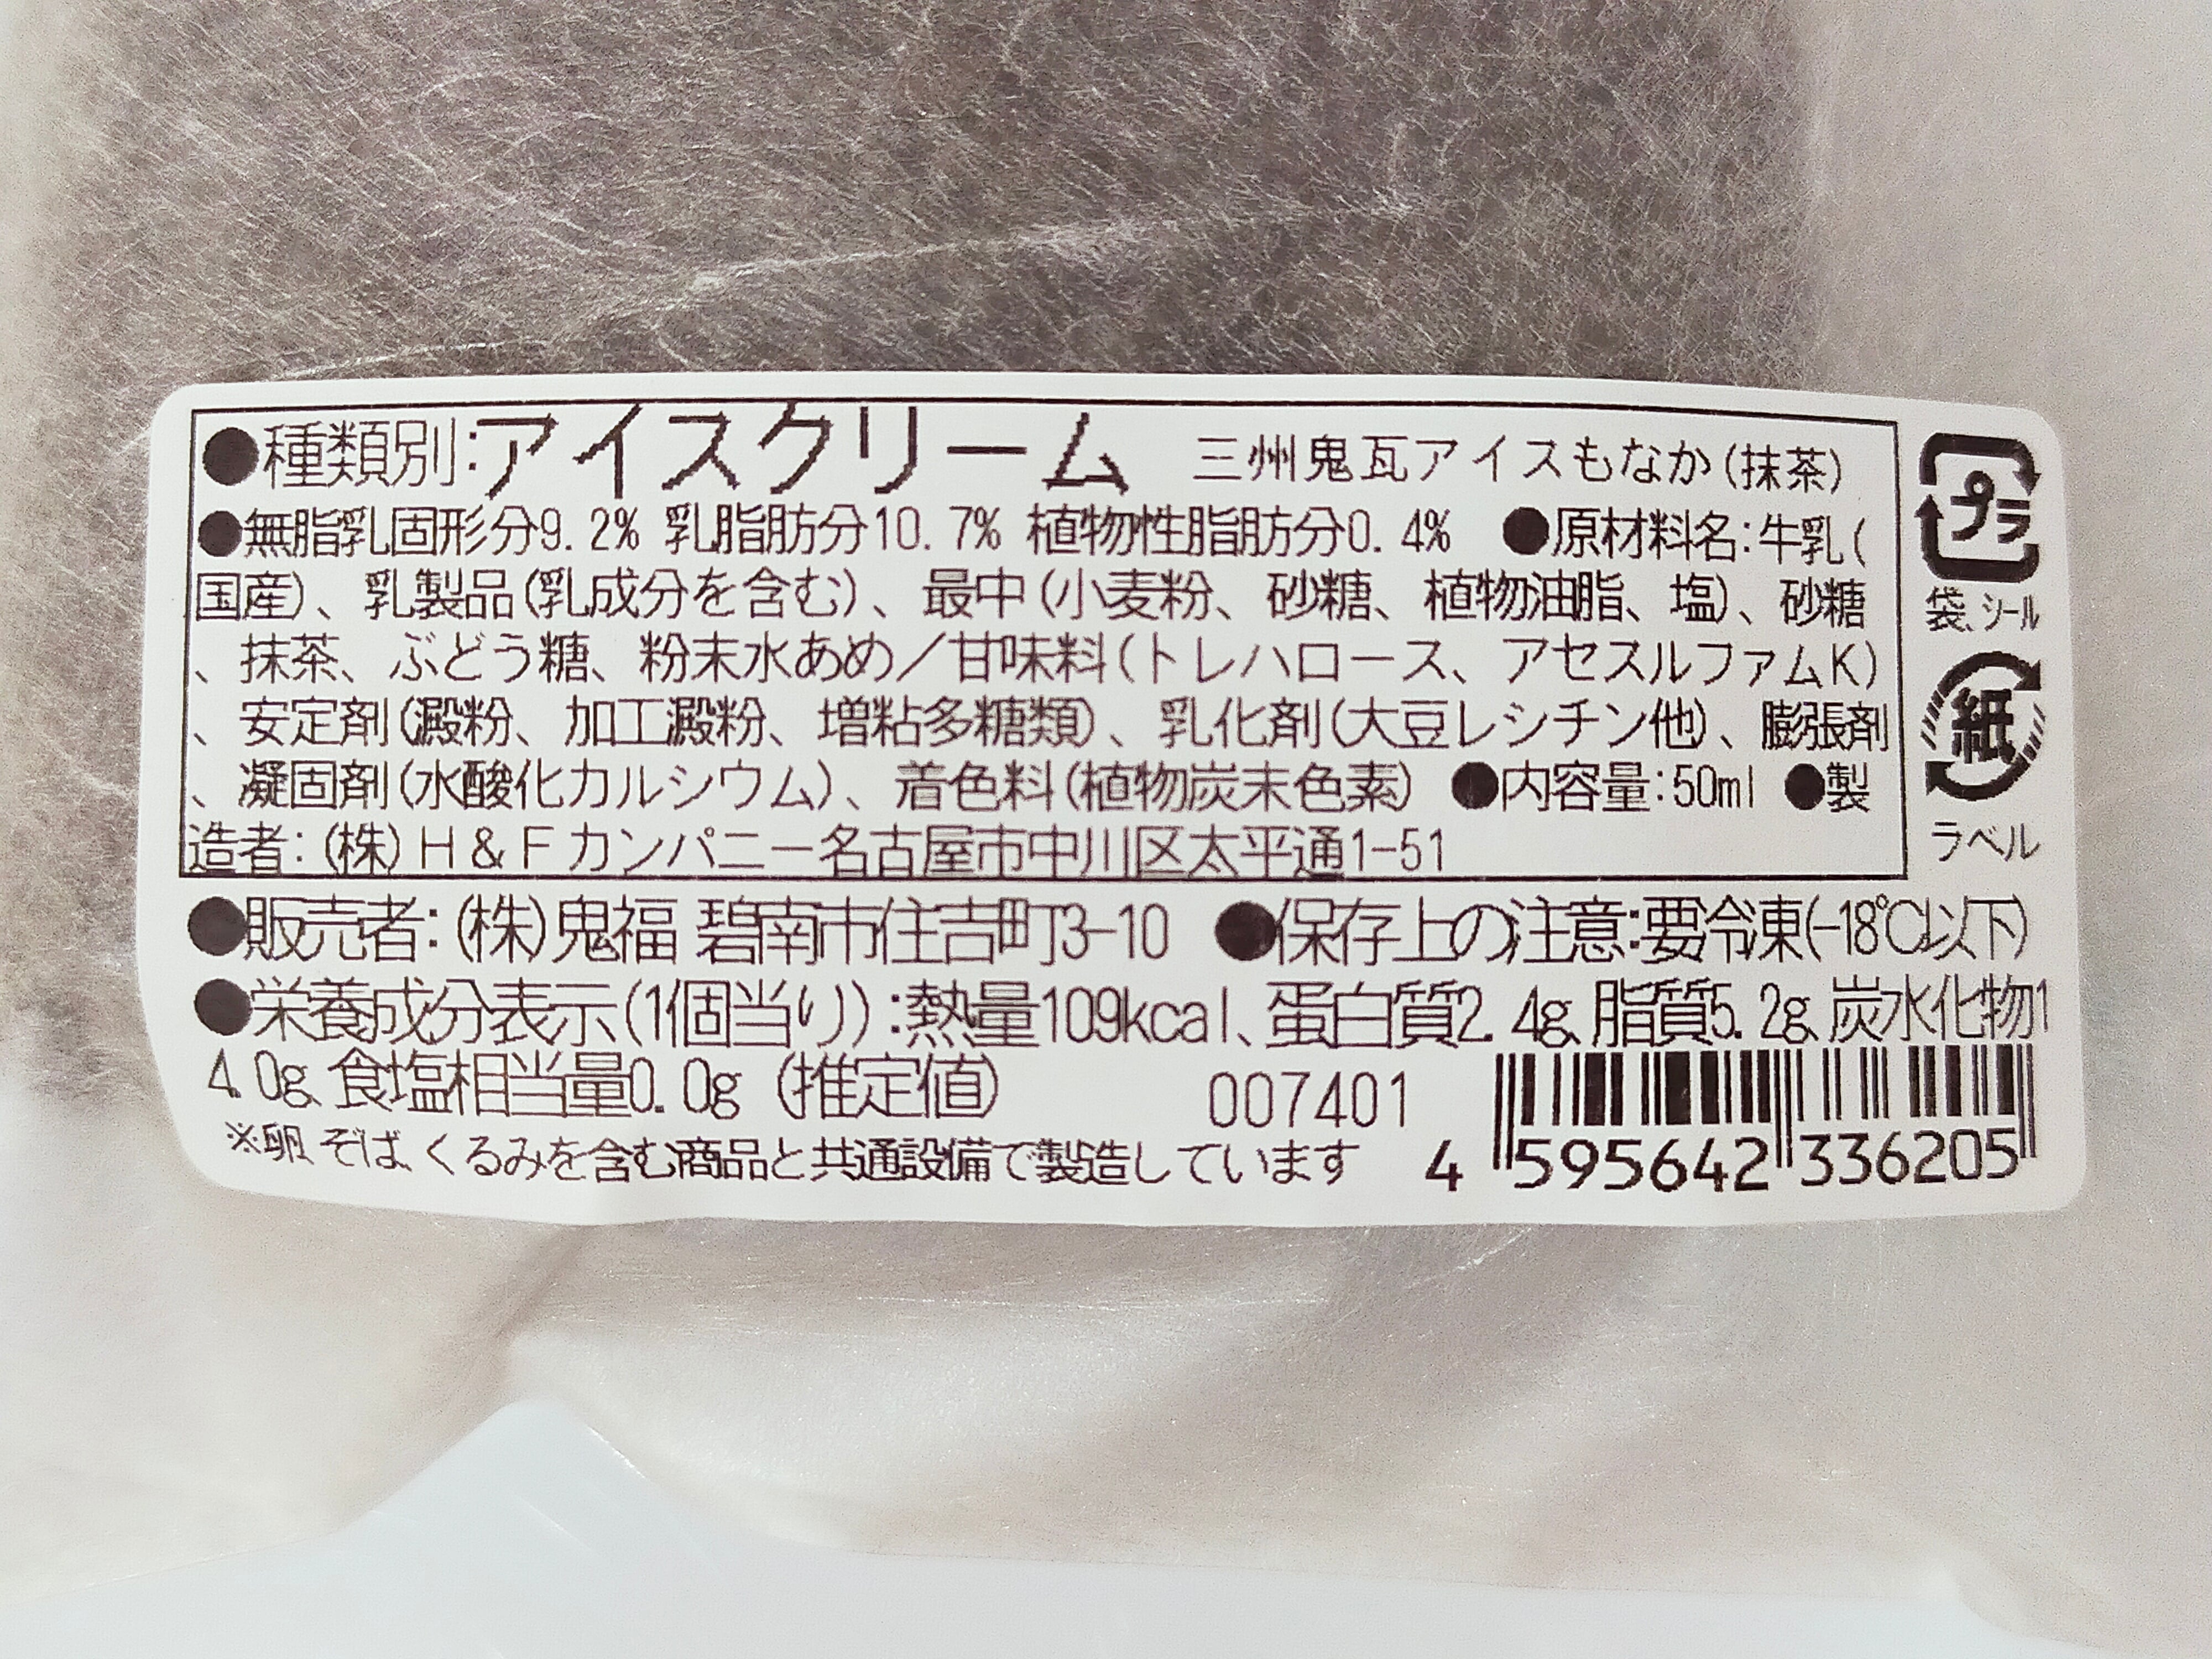 ●種類別:アイスクリーム 三州鬼瓦アイスもなか(抹茶)
●無脂乳固形分9.2% 乳脂肪分10.7% 植物性脂肪分0.4% ●原材料名:牛乳(
国産)、乳製品(乳成分を含む)、最中(小麦粉、砂糖、植物油脂、塩)、砂糖
、抹茶、ぶどう糖、粉末水あめ/甘味料(トレハロース、アセスルファムK)
、安定剤(澱粉、加工澱粉、増粘多糖類)、乳化剤(大豆レシチン他)、膨張剤
、凝固剤(水酸化カルシウム)、着色料(植物炭末色素) ●内容量:50ml ●製
造者:(株)H&Fカンパニー名古屋市中川区太平通1-51
●販売者:(株)鬼福 碧南市住吉町3-10 ●保存上の注意:要冷凍(-18℃以下)
●栄養成分表示(1個当り):熱量109kcal、蛋白質2.4g、脂質5.2g、炭水化物1
4.0g、食塩相当量0.0g (推定値) 007401
※卵、そば、くるみを含む商品と共通設備で製造しています
4 595642 336205
プラ
袋、シール
紙
ラベル